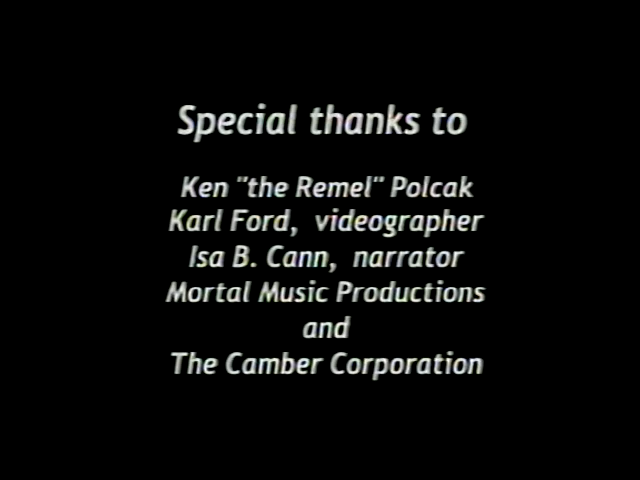 Special thanks to
Ken "the Remel" Polcak
Karl Ford, videographer
Isa B. Cann, narrator
Mortal Music Productions
and
The Camber Corporation